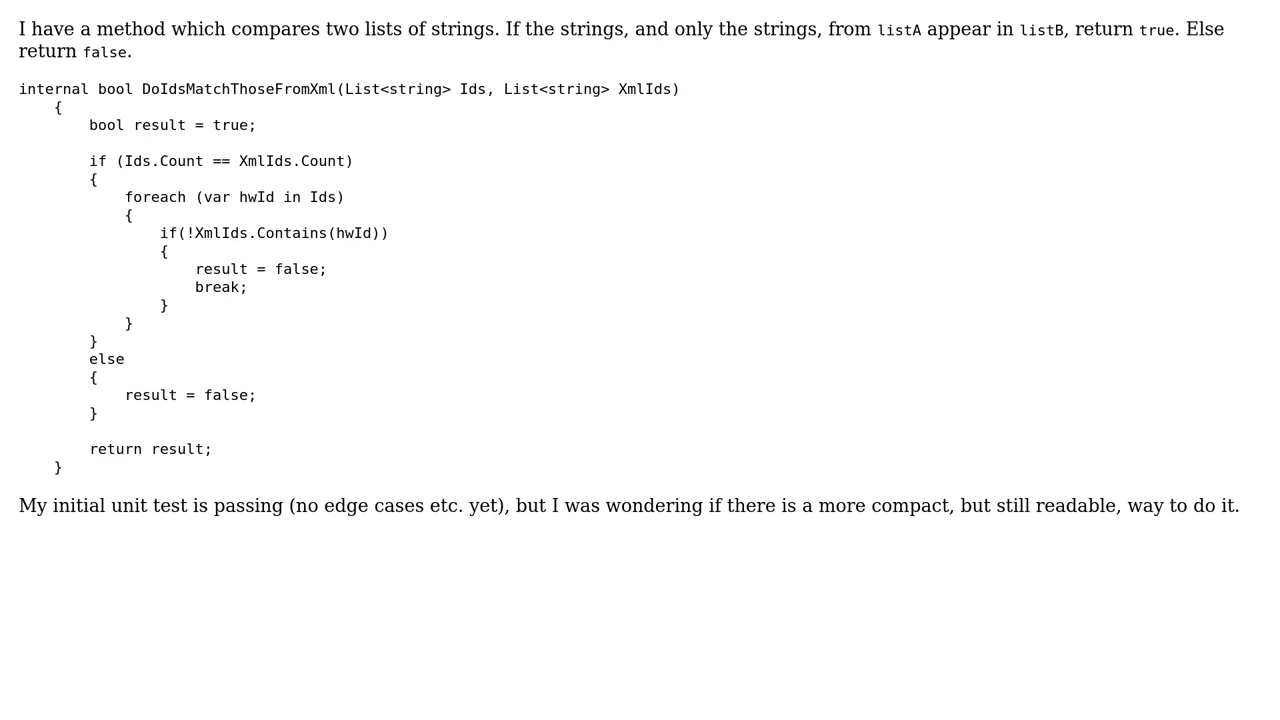 I have a method which compares two lists of strings. If the strings, and only the strings, from listA appear in listB, return true. Else
return false.
internal bool DoIdsMatchThoseFromXml(List<string> Ids, List<string> XmlIds)
    {
        bool result = true;

        if (Ids.Count == XmlIds.Count)
        {
            foreach (var hwId in Ids)
            {
                if(!XmlIds.Contains(hwId))
                {
                    result = false;
                    break;
                }
            }
        }
        else
        {
            result = false;
        }

        return result;
    }
My initial unit test is passing (no edge cases etc. yet), but I was wondering if there is a more compact, but still readable, way to do it.